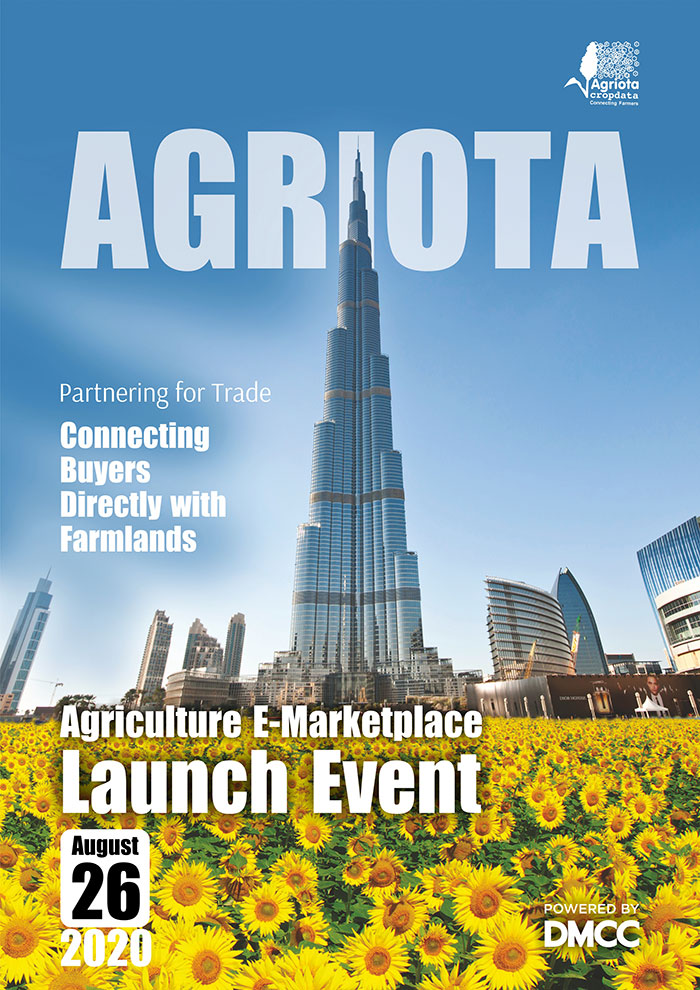 Agriota
cropdata
Connecting Farmers
AGRIOTA
Partnering for Trade
Connecting
Buyers
Directly with
Farmlands
Agriculture E-Marketplace
Launch Event
August
26
2020
POWERED BY
DMCC